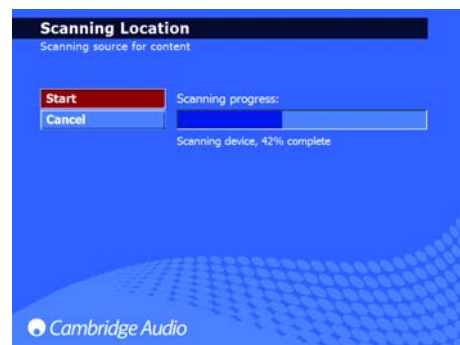 Scanning Location
Scanning source for content
Start
Scanning progress:
Cancel
Scanning device, 42% complete
Cambridge Audio